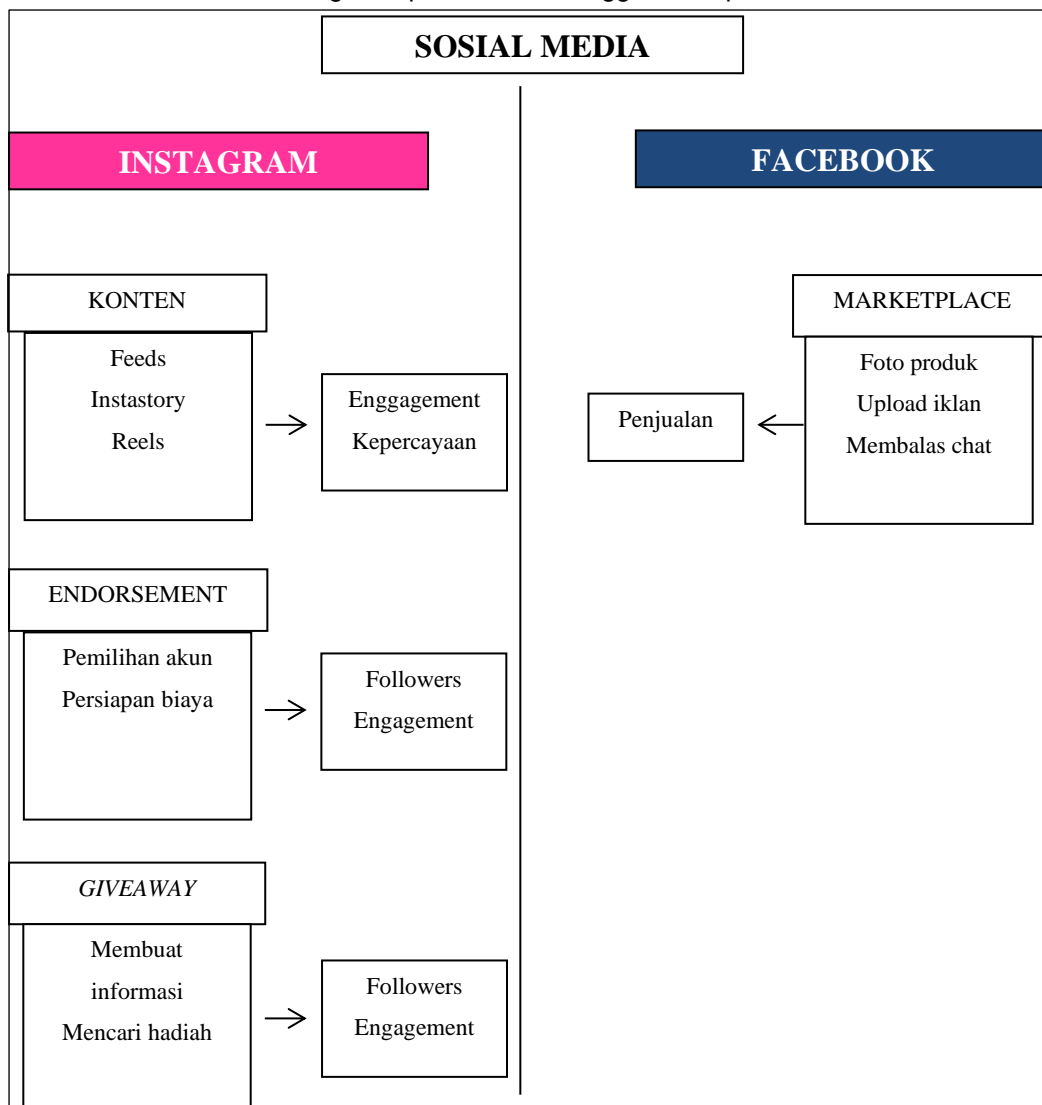 SOSIAL MEDIA
INSTAGRAM
FACEBOOK
KONTEN
Feeds
Instastory
Reels
Enggagement
Kepercayaan
MARKETPLACE
Foto produk
Upload iklan
Membalas chat
Penjualan
ENDORSEMENT
Pemilihan akun
Persiapan biaya
Followers
Engagement
GIVEAWAY
Membuat
informasi
Mencari hadiah
Followers
Engagement